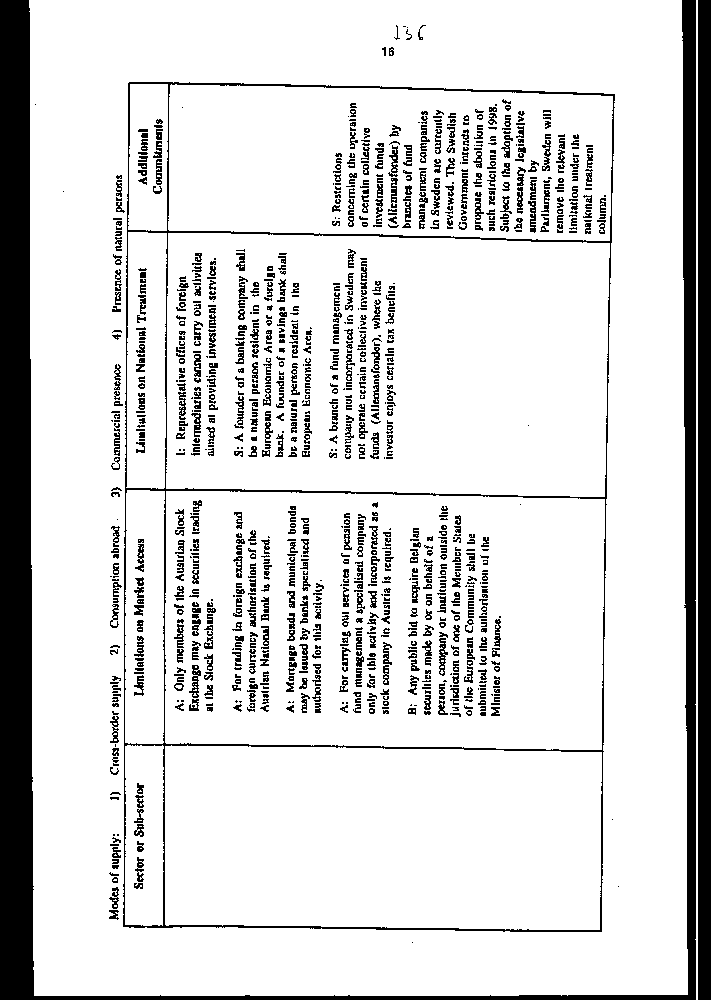 136
16
Modes of supply: 1) Cross-border supply 2) Consumption abroad 3) Commercial presence 4) Presence of natural persons
Sector or Sub-sector
Limitations on Market Access
Limitations on National Treatment
Additional
Commitments
A: Only members of the Austrian Stock
Exchange may engage in securities trading
at the Stock Exchange.
A: For trading in foreign exchange and
foreign currency authorisation of the
Austrian National Bank is required.
A: Mortgage bonds and municipal bonds
may be issued by banks specialised and
authorised for this activity.
A: For carrying out services of pension
fund management a specialised company
only for this activity and incorporated as a
stock company in Austria is required.
B: Any public bid to acquire Belgian
securities made by or on behalf of a
person, company or institution outside the
jurisdiction of one of the Member States
of the European Community shall be
submitted to the authorisation of the
Minister of Finance.
I: Representative offices of foreign
intermediaries cannot carry out activities
aimed at providing investment services.
S: A founder of a banking company shall
be a natural person resident in the
European Economic Area or a foreign
bank. A founder of a savings bank shall
be a natural person resident in the
European Economic Area.
S: A branch of a fund management
company not incorporated in Sweden may
not operate certain collective investment
funds (Allemansfonder), where the
investor enjoys certain tax benefits.
S: Restrictions
concerning the operation
of certain collective
investment funds
(Allemansfonder) by
branches of fund
management companies
in Sweden are currently
reviewed. The Swedish
Government intends to
propose the abolition of
such restrictions in 1998.
Subject to the adoption of
the necessary legislative
amendment by
Parliament, Sweden will
remove the relevant
limitation under the
national treatment
column.